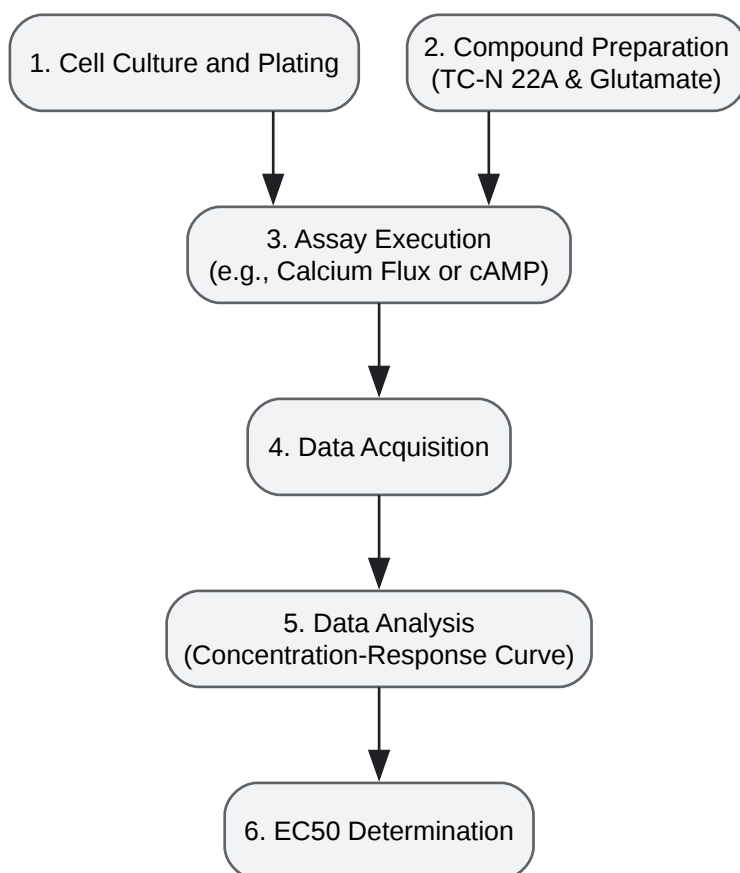 1. Cell Culture and Plating
2. Compound Preparation
(TC-N 22A & Glutamate)
3. Assay Execution
(e.g., Calcium Flux or cAMP)
4. Data Acquisition
5. Data Analysis
(Concentration-Response Curve)
6. EC50 Determination